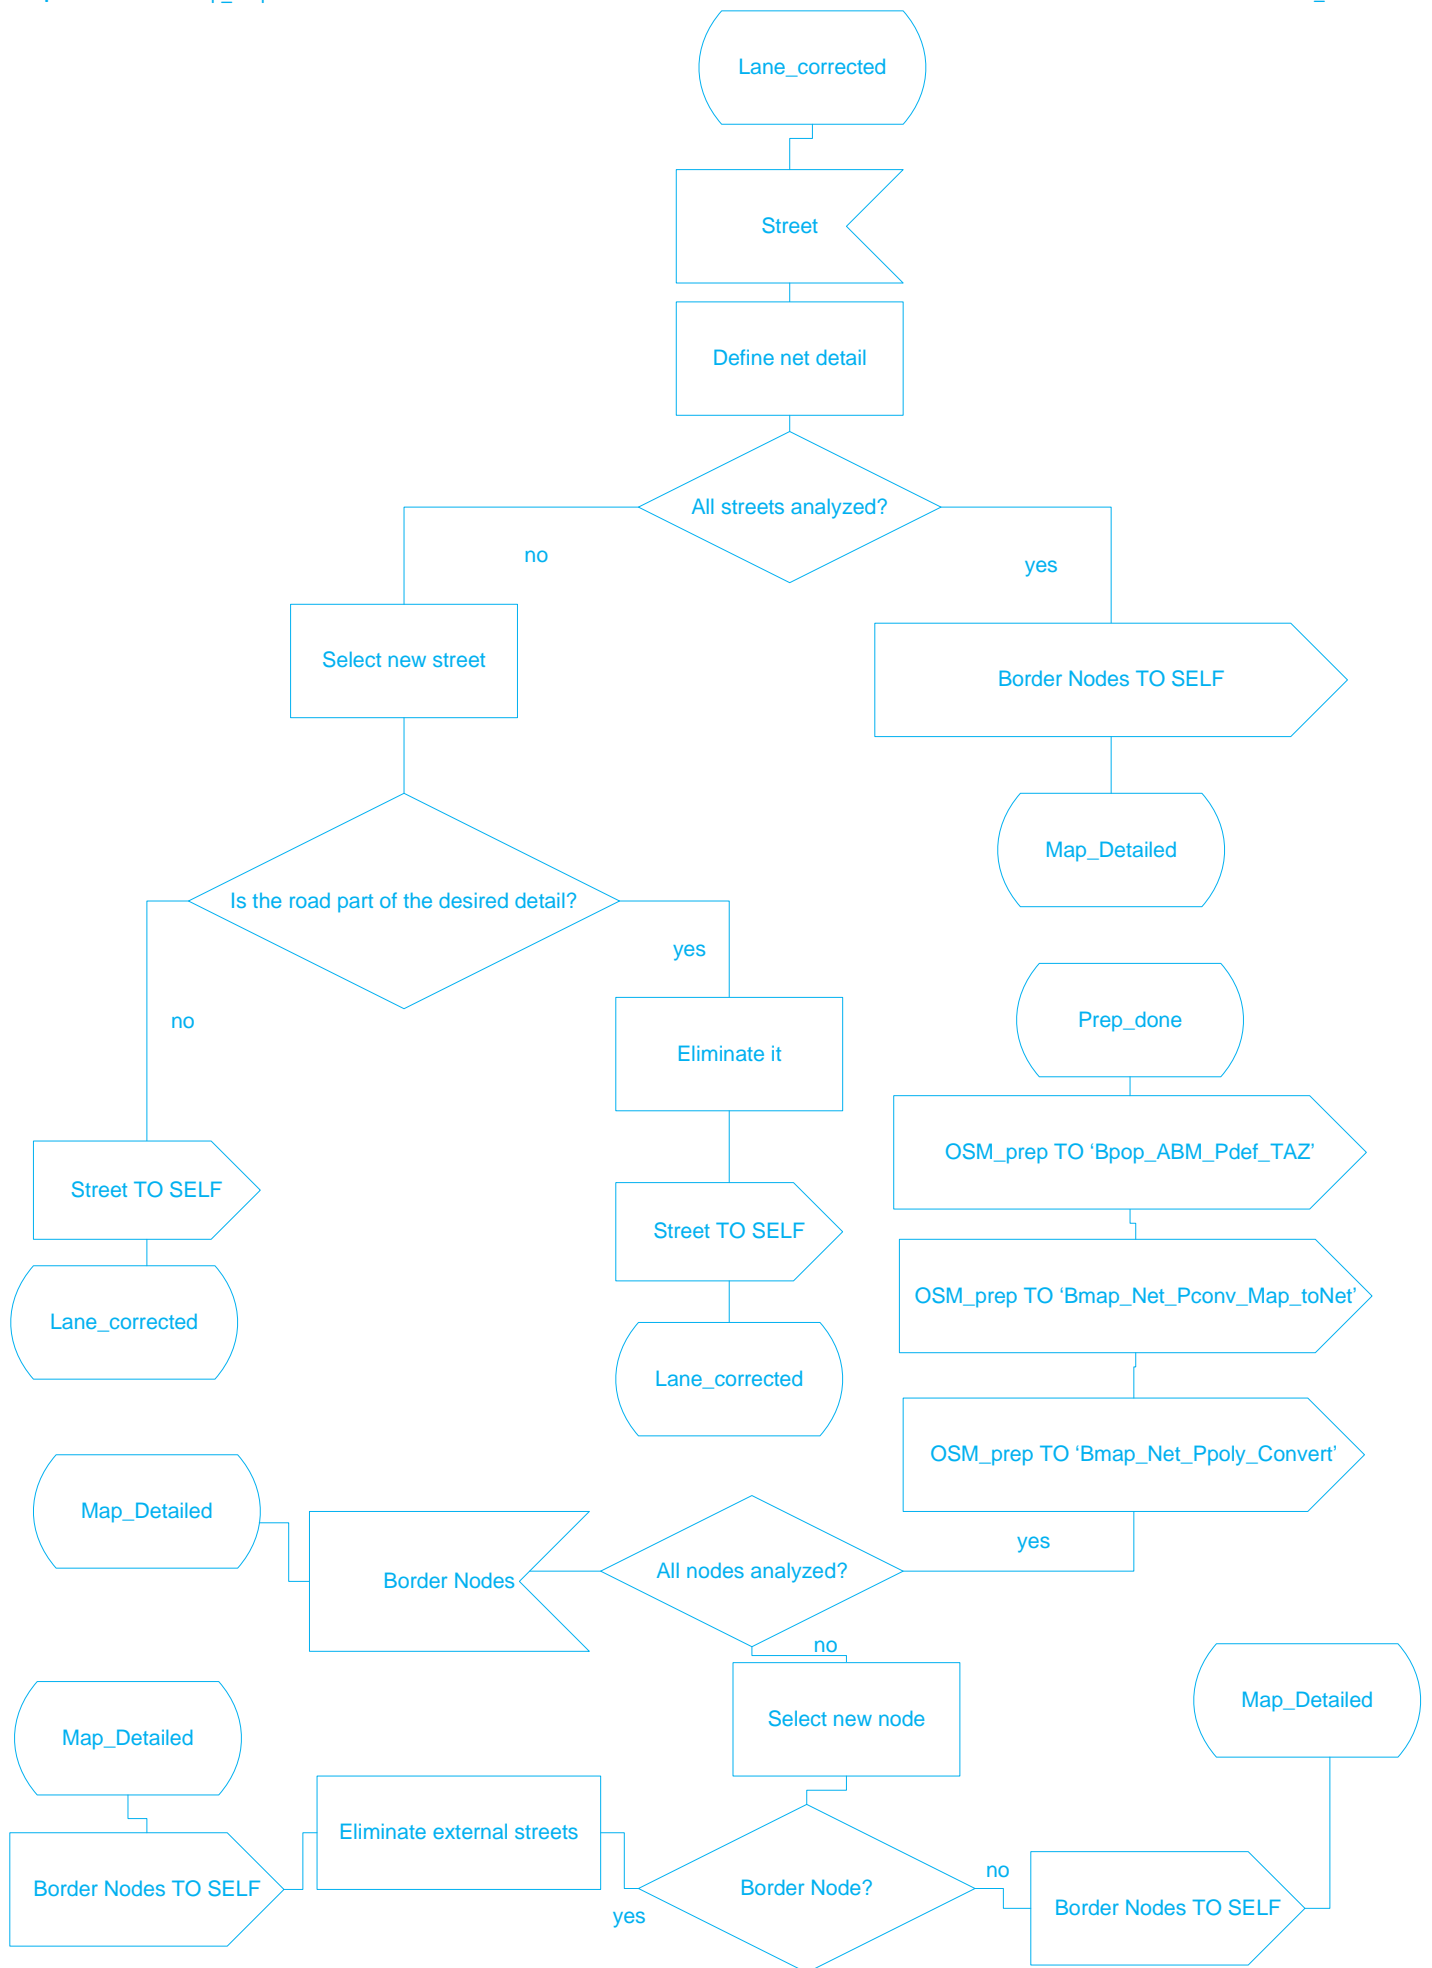 Lane_corrected
Street
Define net detail
All streets analyzed?
no
yes
Select new street
Border Nodes TO SELF
Map_Detailed
Is the road part of the desired detail?
yes
no
Prep_done
Eliminate it
OSM_prep TO ‘Bpop_ABM_Pdef_TAZ’
Street TO SELF
Street TO SELF
OSM_prep TO ‘Bmap_Net_Pconv_Map_toNet’
Lane_corrected
Lane_corrected
OSM_prep TO ‘Bmap_Net_Ppoly_Convert’
Map_Detailed
Border Nodes
All nodes analyzed?
yes
no
Select new node
Map_Detailed
Map_Detailed
Eliminate external streets
Border Nodes TO SELF
yes
Border Node?
no
Border Nodes TO SELF